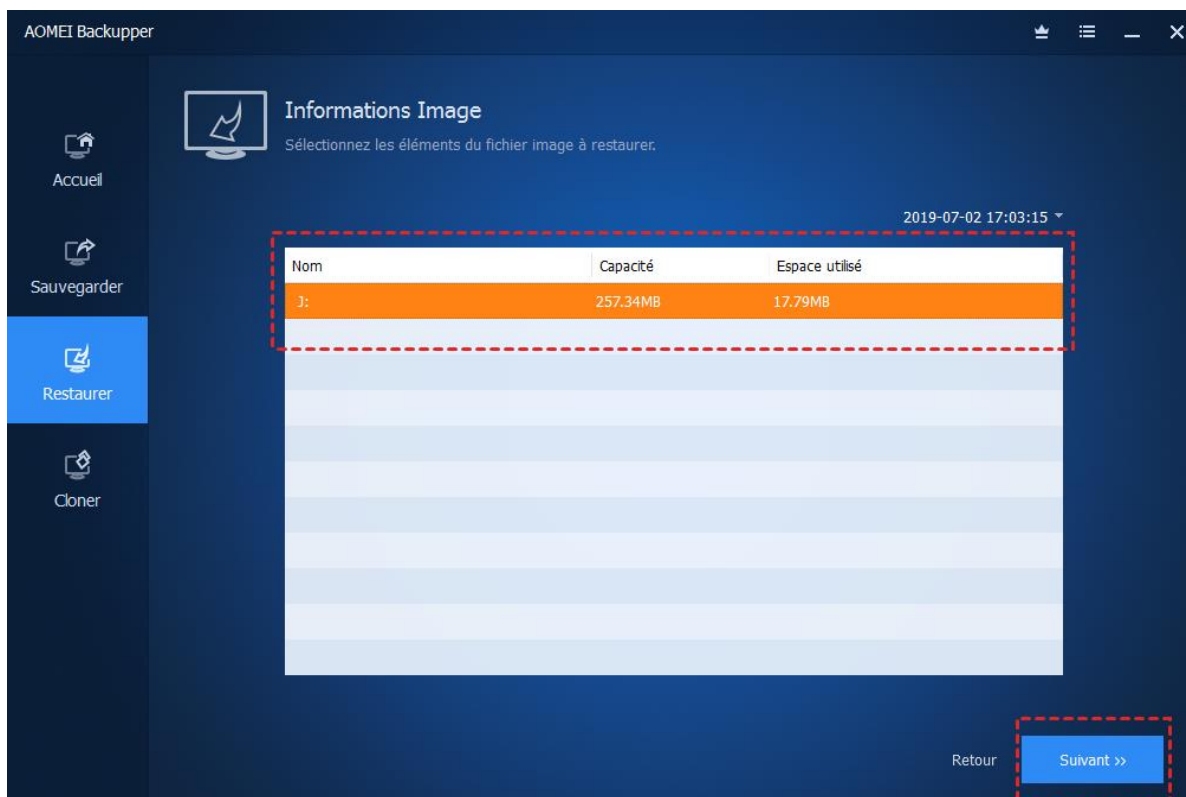 AOMEI Backupper
Informations Image
Sélectionnez les éléments du fichier image à restaurer.
Accueil
Sauvegarder
Restaurer
Cloner
2019-07-02 17:03:15
Nom Capacité Espace utilisé
J: 257.34MB 17.79MB
Retour Suivant >>